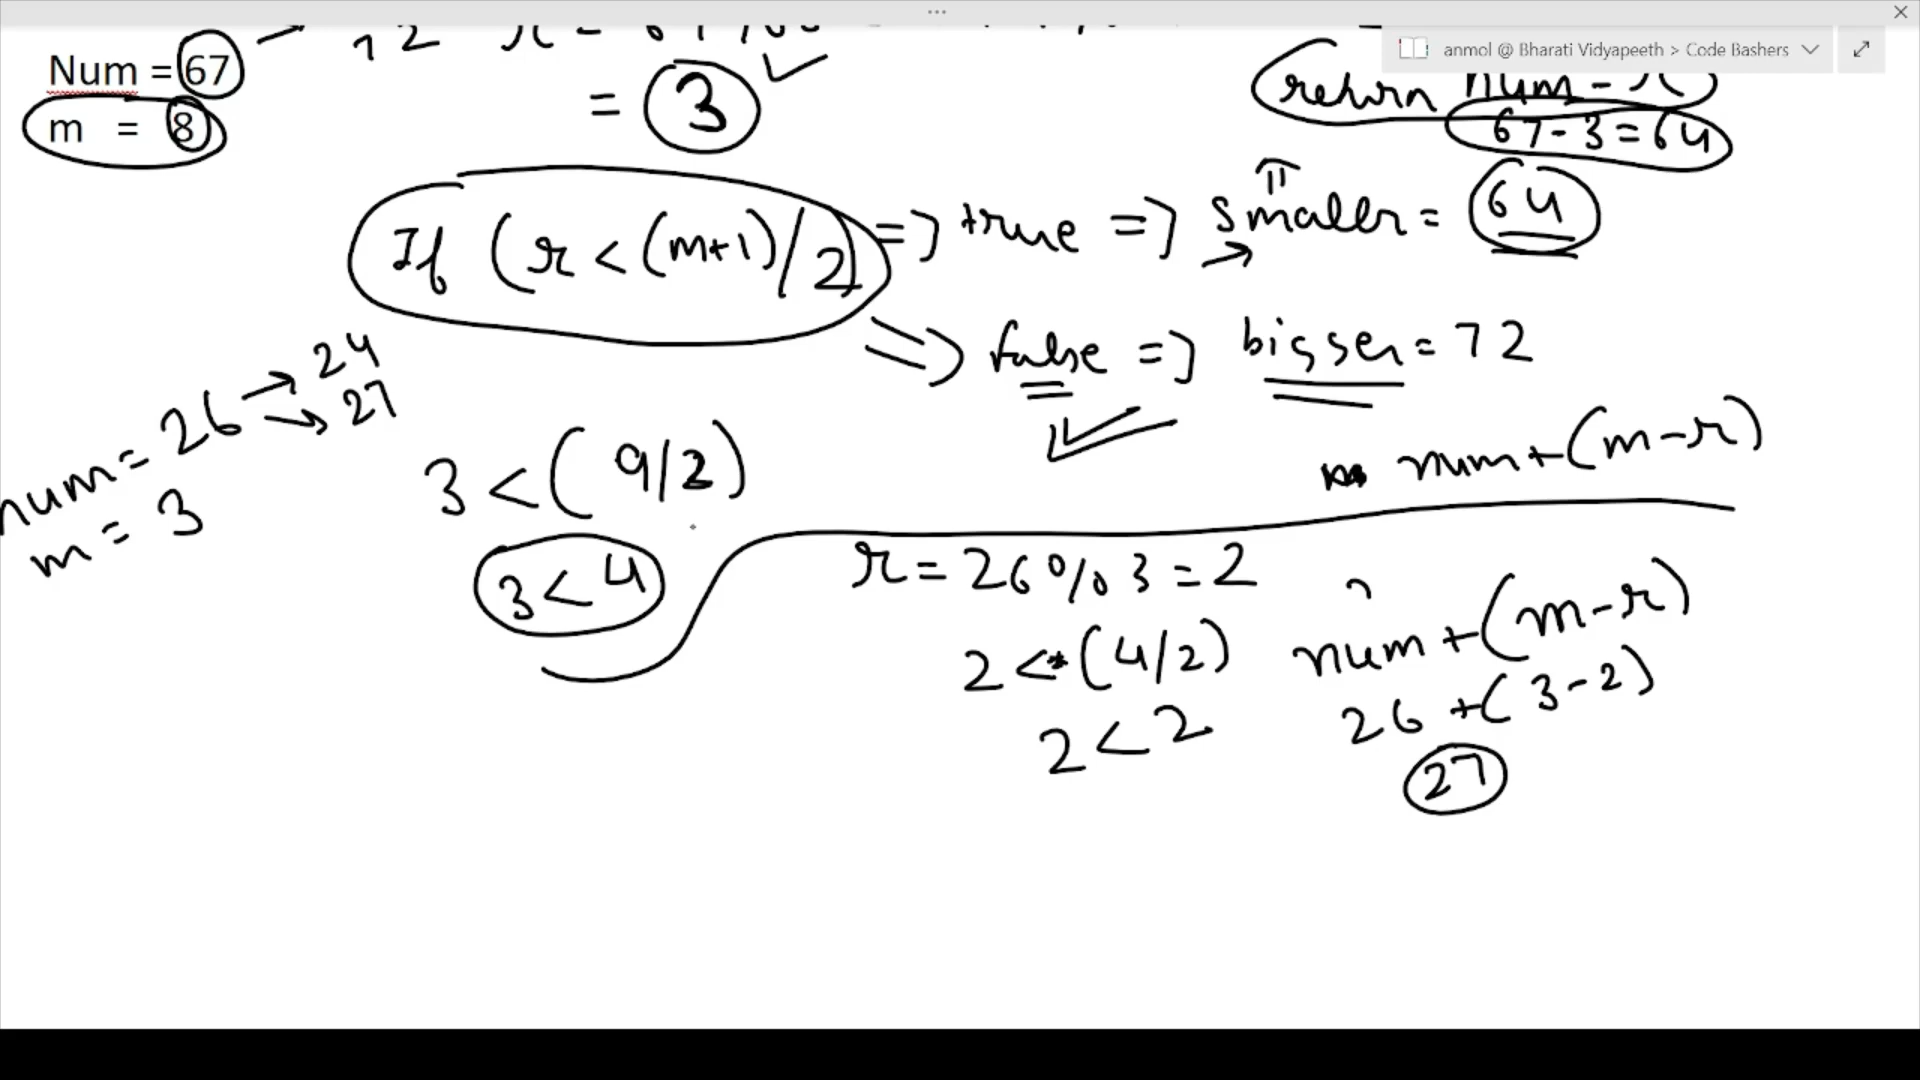 anmol @ Bharati Vidyapeeth > Code Bashers
Num = 67
m = 8
= 3
return num - r
67 - 3 = 64
If (r < (m+1)/2) => true => smaller = 64
=> false => bigger = 72
num + (m - r)
num = 26 → 24
→ 27
m = 3
3 < (9/2)
3 < 4
r = 26 % 3 = 2
2 < (4/2)
2 < 2
num + (m - r)
26 + (3 - 2)
27